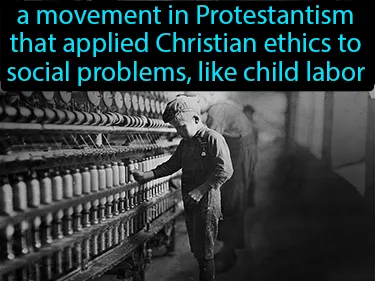 a movement in Protestantism
that applied Christian ethics to
social problems, like child labor